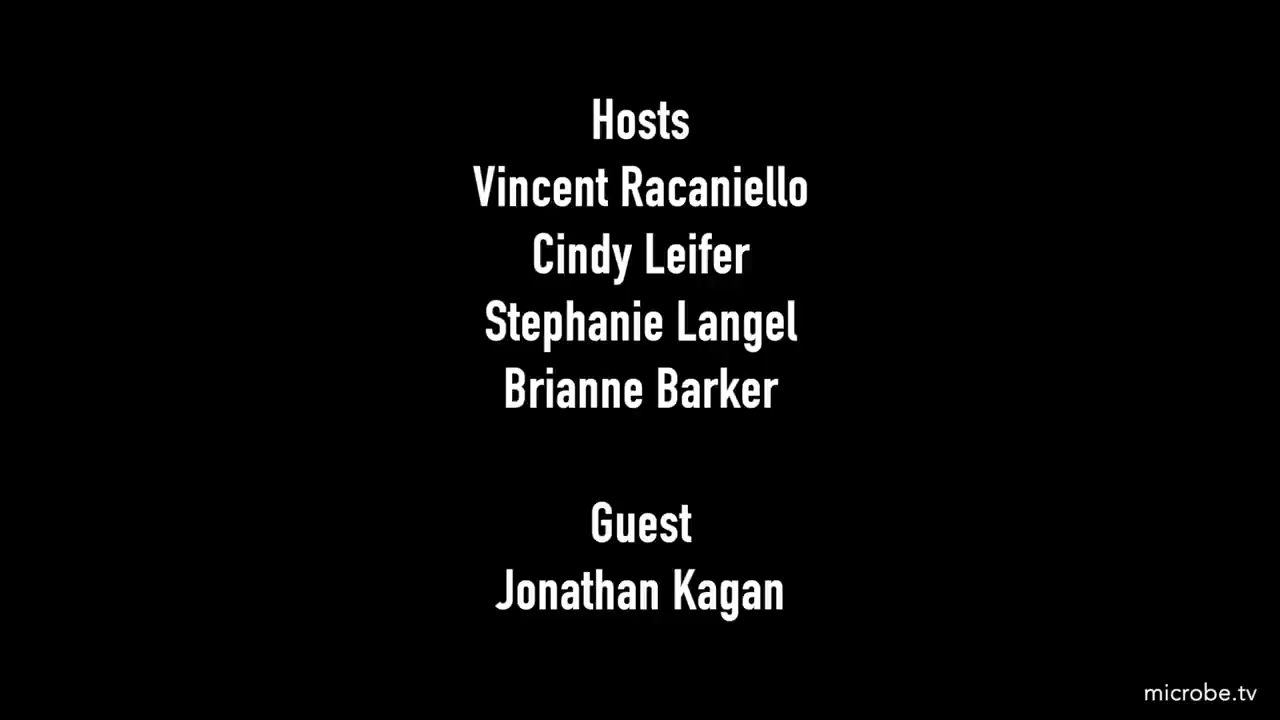 Hosts
Vincent Racaniello
Cindy Leifer
Stephanie Langel
Brianne Barker
Guest
Jonathan Kagan
microbe.tv